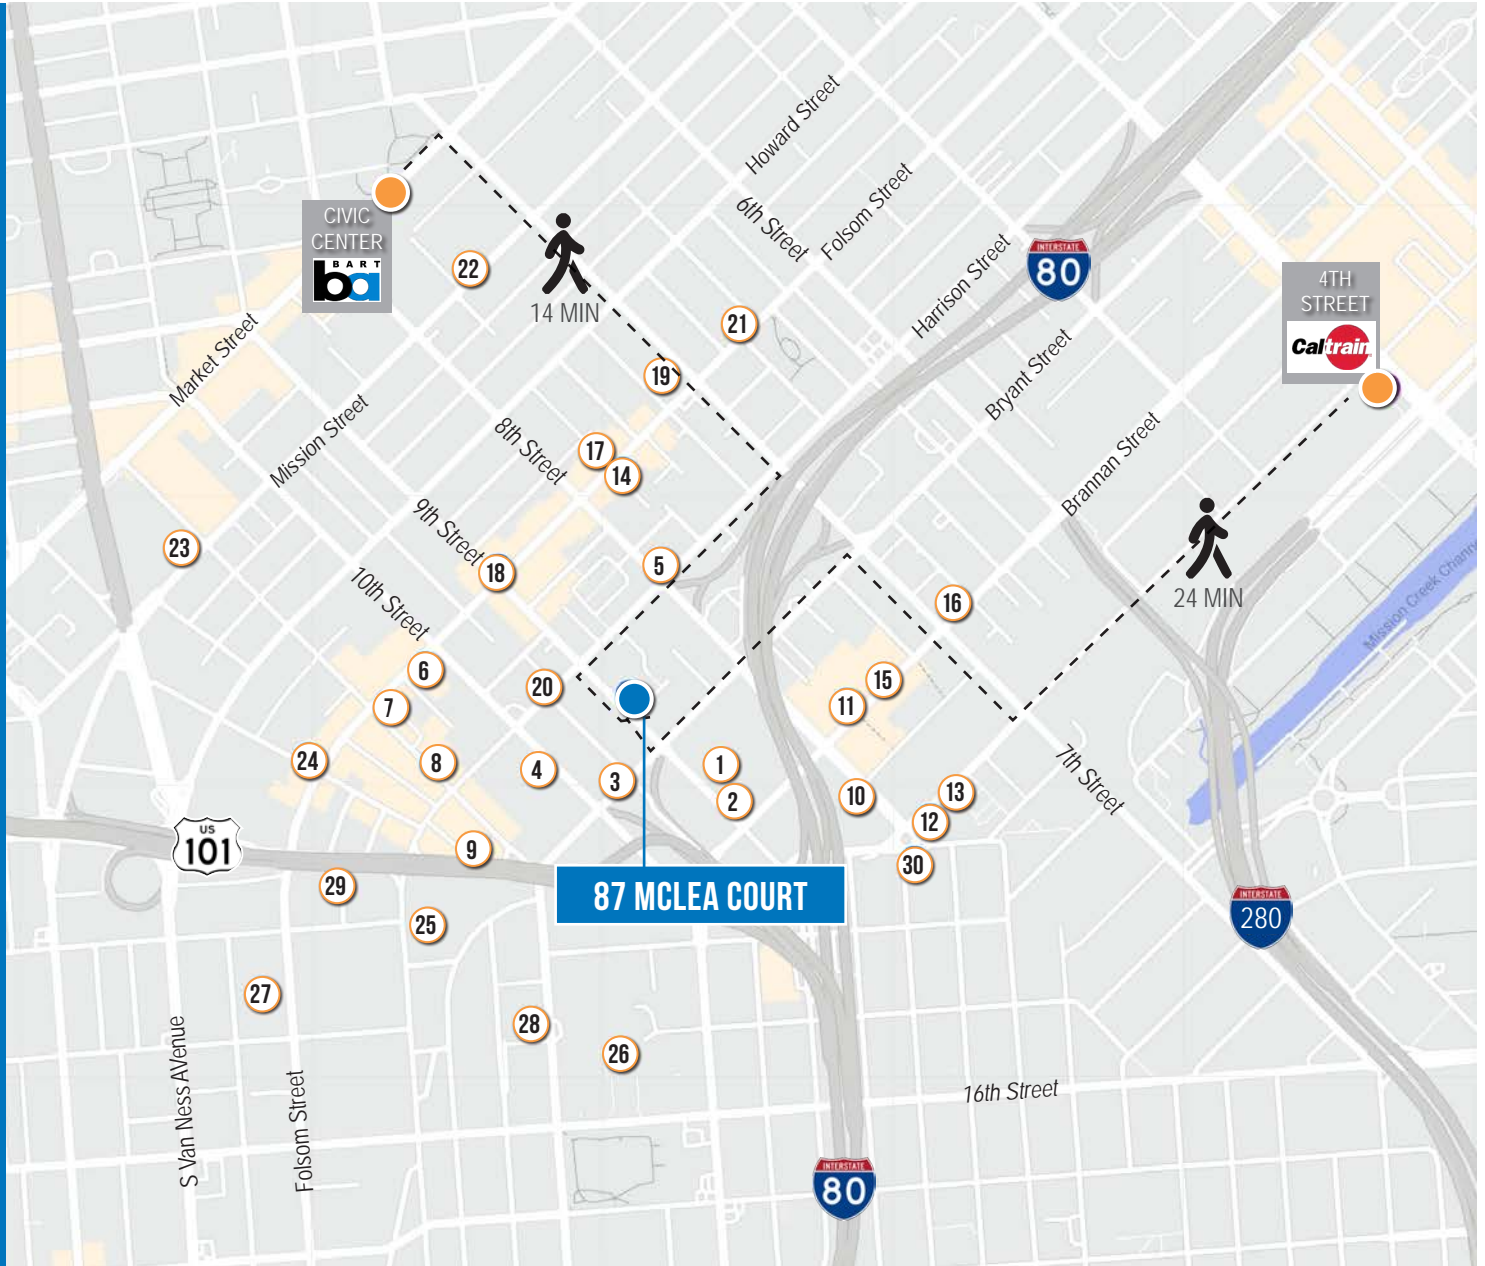 Howard Street
6th Street
Folsom Street
Harrison Street
INTERSTATE
80
CIVIC
CENTER
BART
ba
22
14 MIN
21
4TH
STREET
Caltrain
Market Street
19
Bryant Street
Mission Street
8th Street
17
14
Brannan Street
9th Street
23
18
5
10th Street
16
24 MIN
Mission Creek Channe
6
20
15
7
11
24
8
4
3
1
2
10
13
12
7th Street
US
101
9
30
29
87 MCLEA COURT
25
INTERSTATE
280
27
28
26
S Van Ness AVenue
Folsom Street
16th Street
INTERSTATE
80